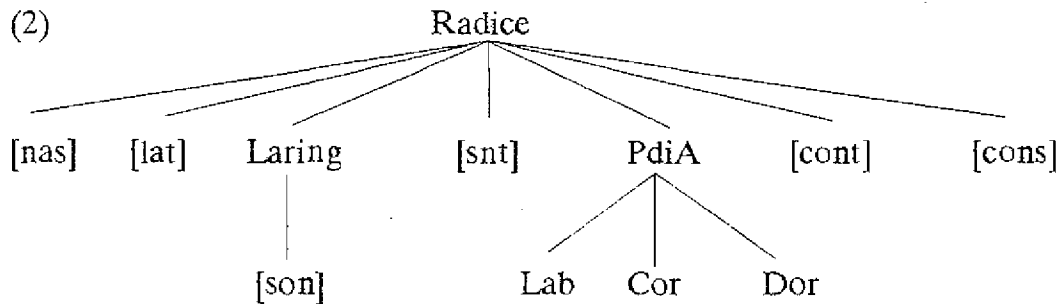 (2) Radice
[nas] [lat] Laring [snt] PdiA [cont] [cons]
[son] Lab Cor Dor